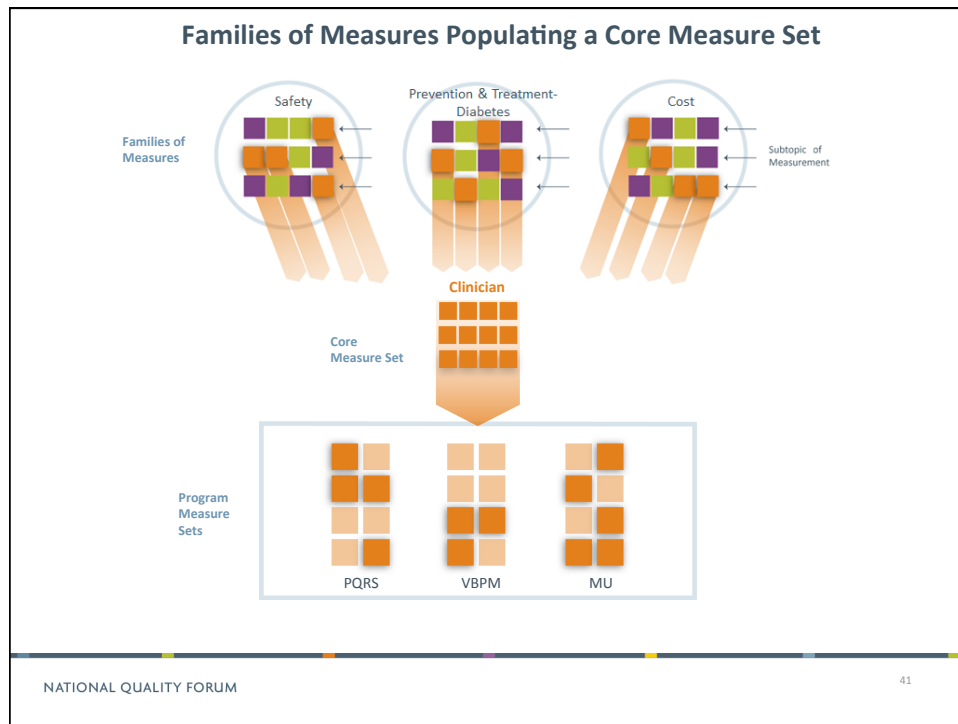 Families of Measures Populating a Core Measure Set
Safety
Prevention & Treatment-
Diabetes
Cost
Families of
Measures
Subtopic of
Measurement
Clinician
Core
Measure Set
Program
Measure
Sets
PQRS
VBPM
MU
NATIONAL QUALITY FORUM
41